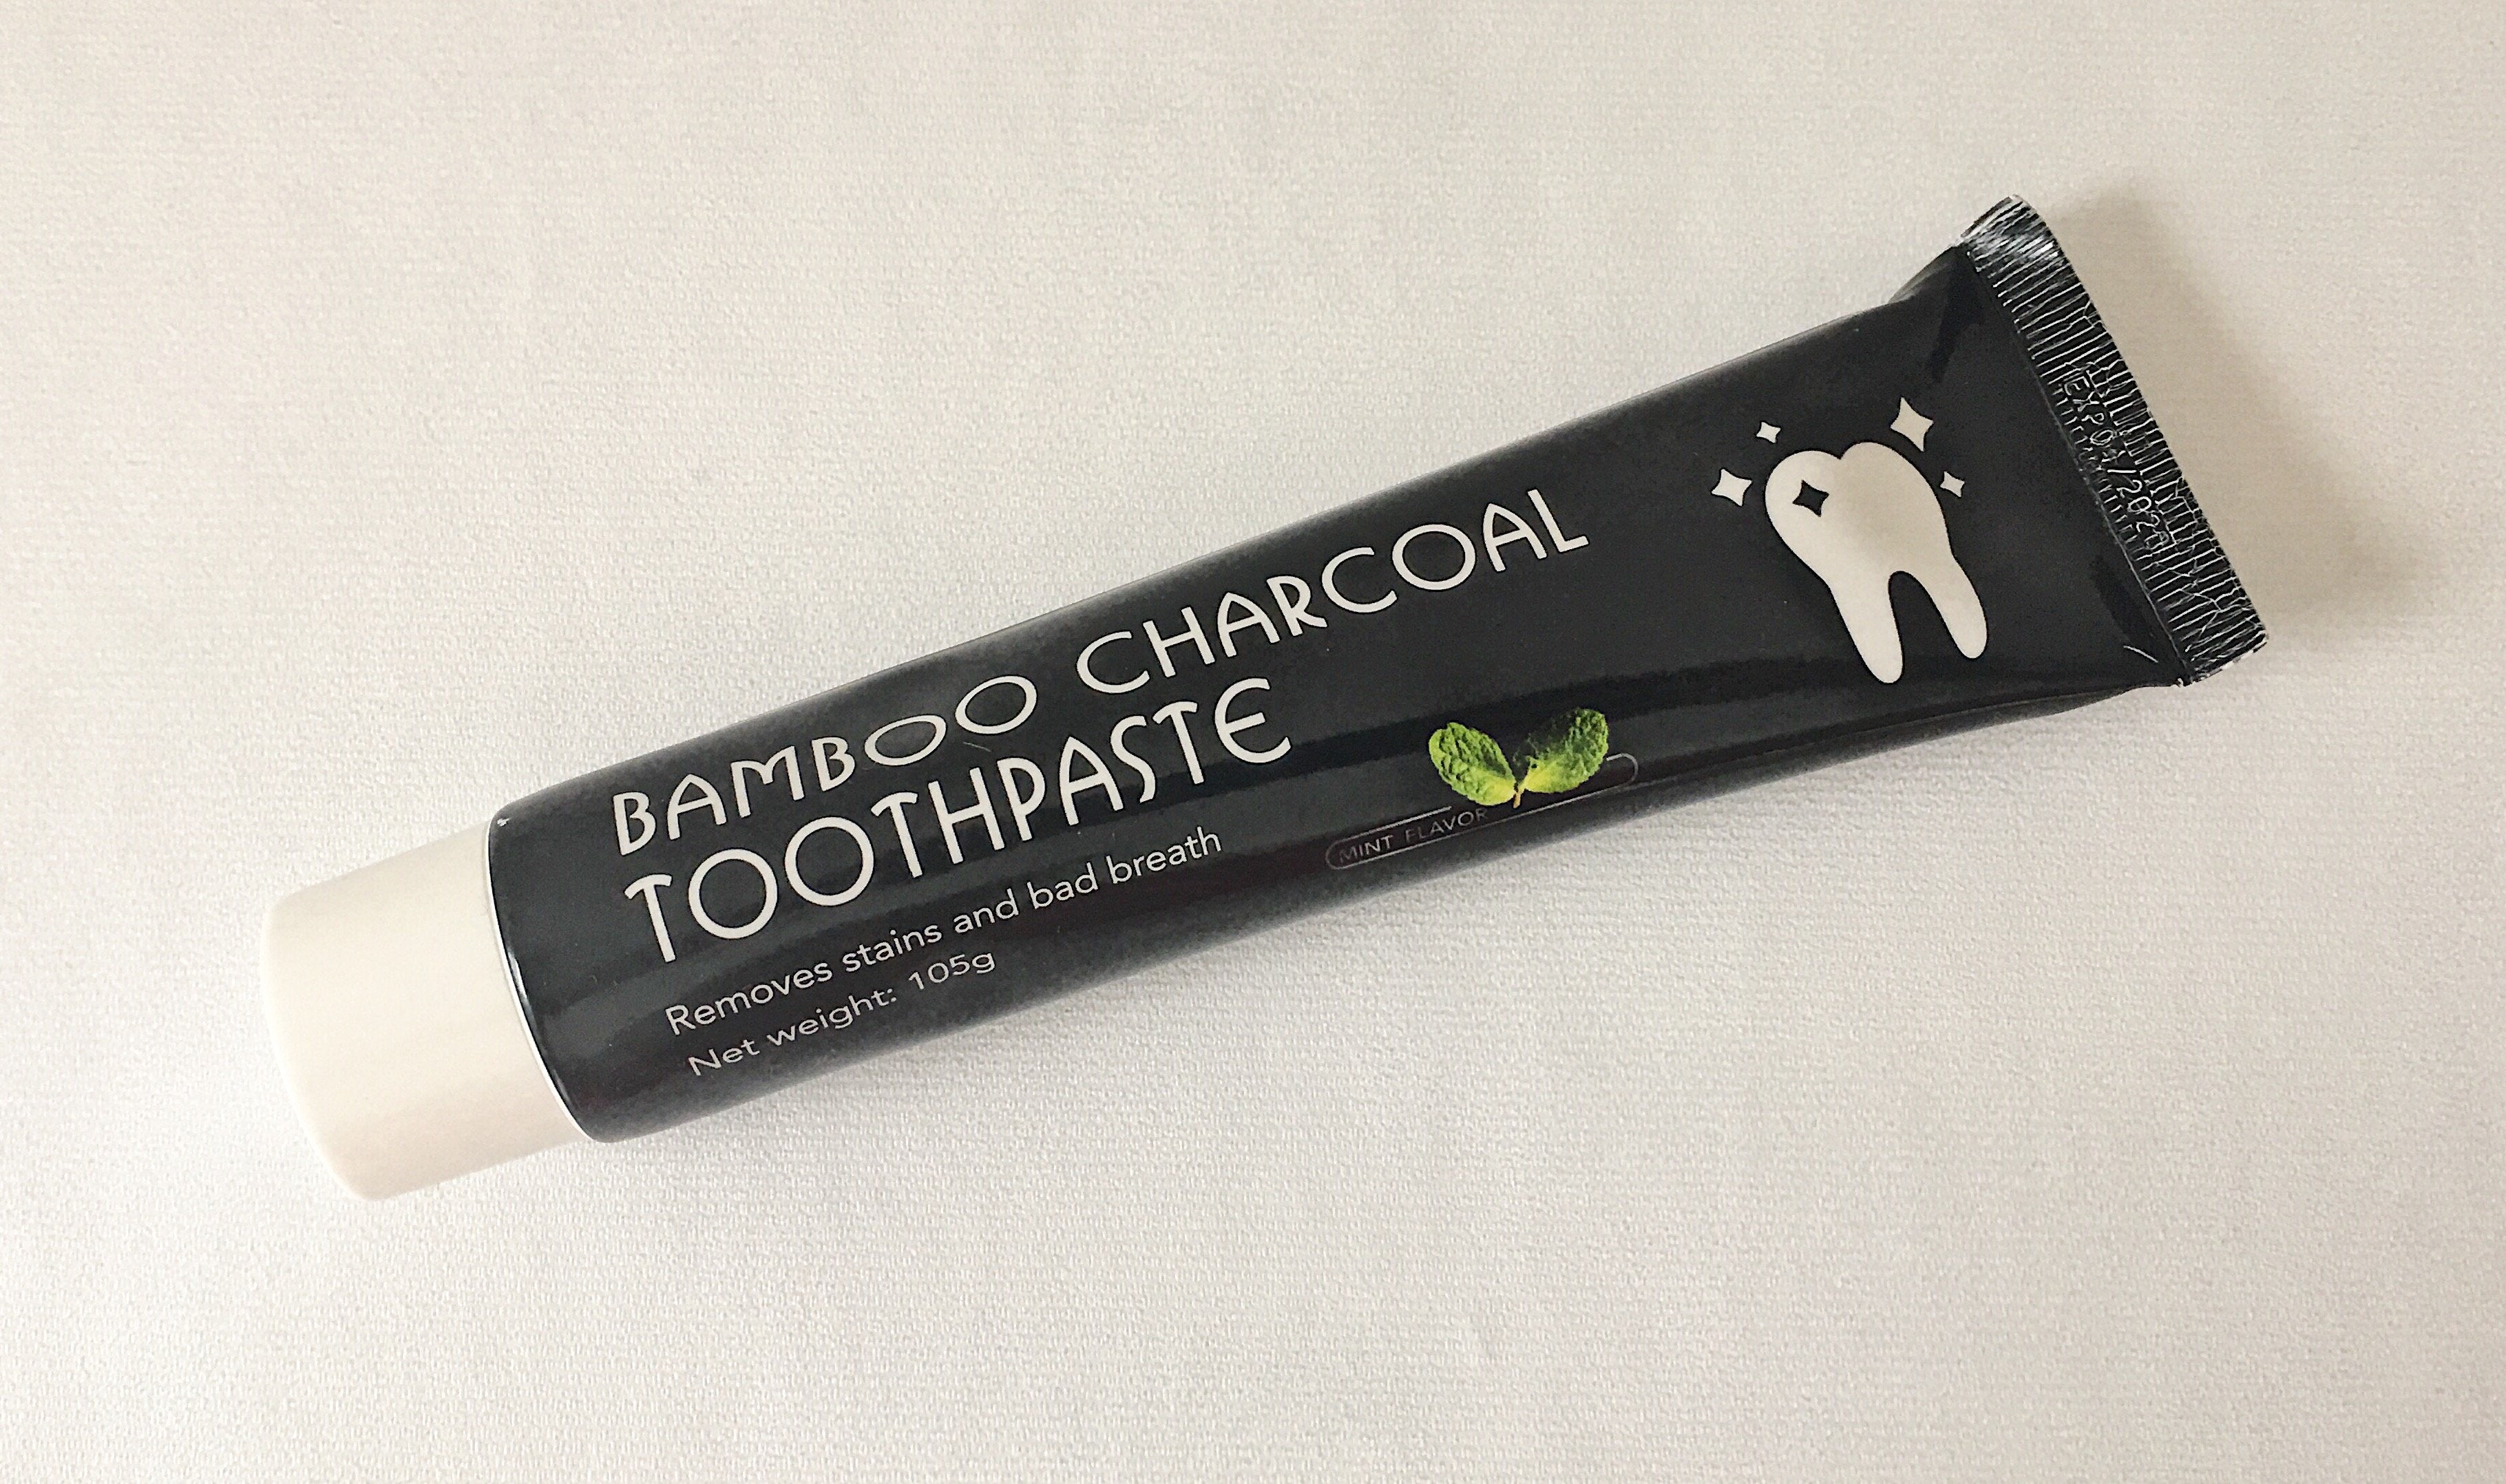 BAMBOO CHARCOAL
TOOTHPASTE
Removes stains and bad breath
Net weight: 105g
MINT FLAVOR